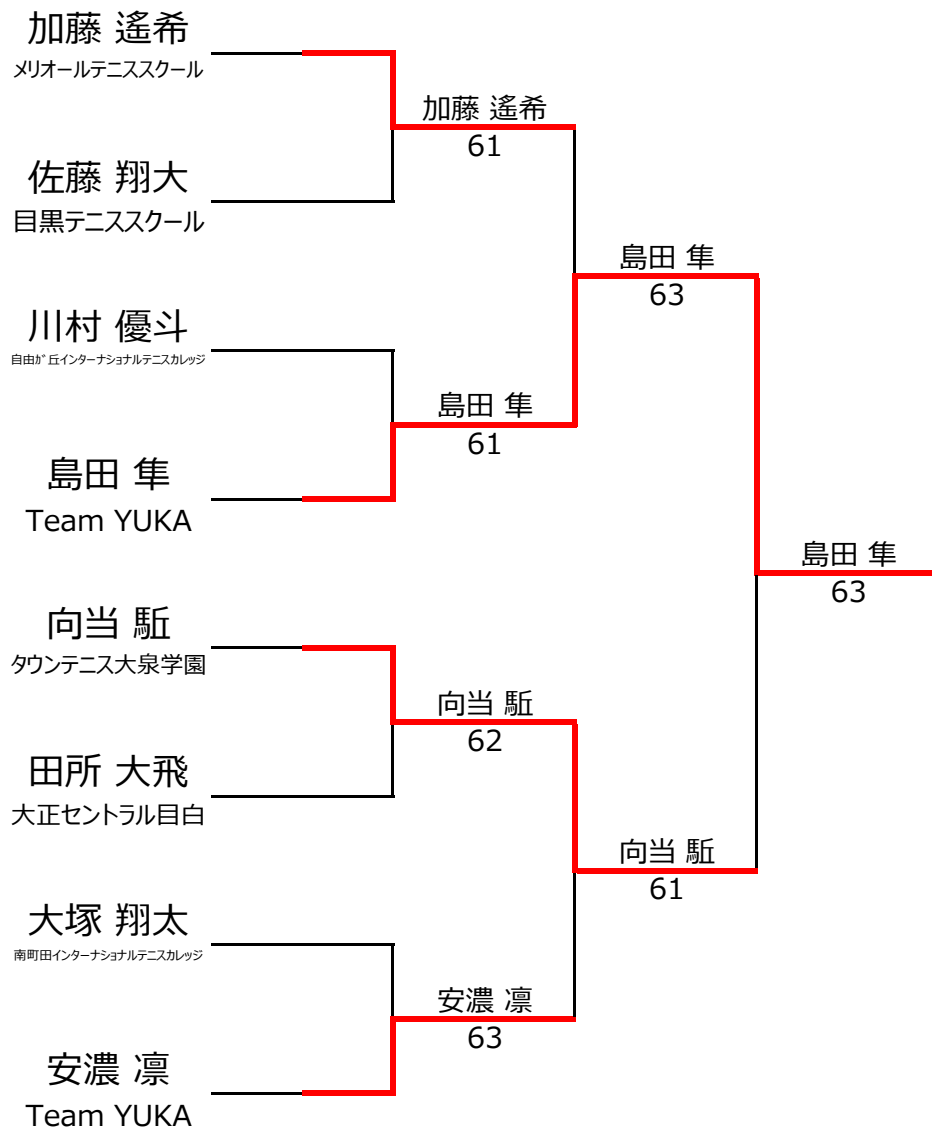 加藤 遙希
メリオールテニススクール
加藤 遙希
61
佐藤 翔大
目黒テニススクール
島田 隼
63
川村 優斗
自由が丘インターナショナルテニスカレッジ
島田 隼
61
島田 隼
Team YUKA
島田 隼
63
向当 駈
タウンテニス大泉学園
向当 駈
62
田所 大飛
大正セントラル目白
向当 駈
61
大塚 翔太
南町田インターナショナルテニスカレッジ
安濃 凛
63
安濃 凛
Team YUKA